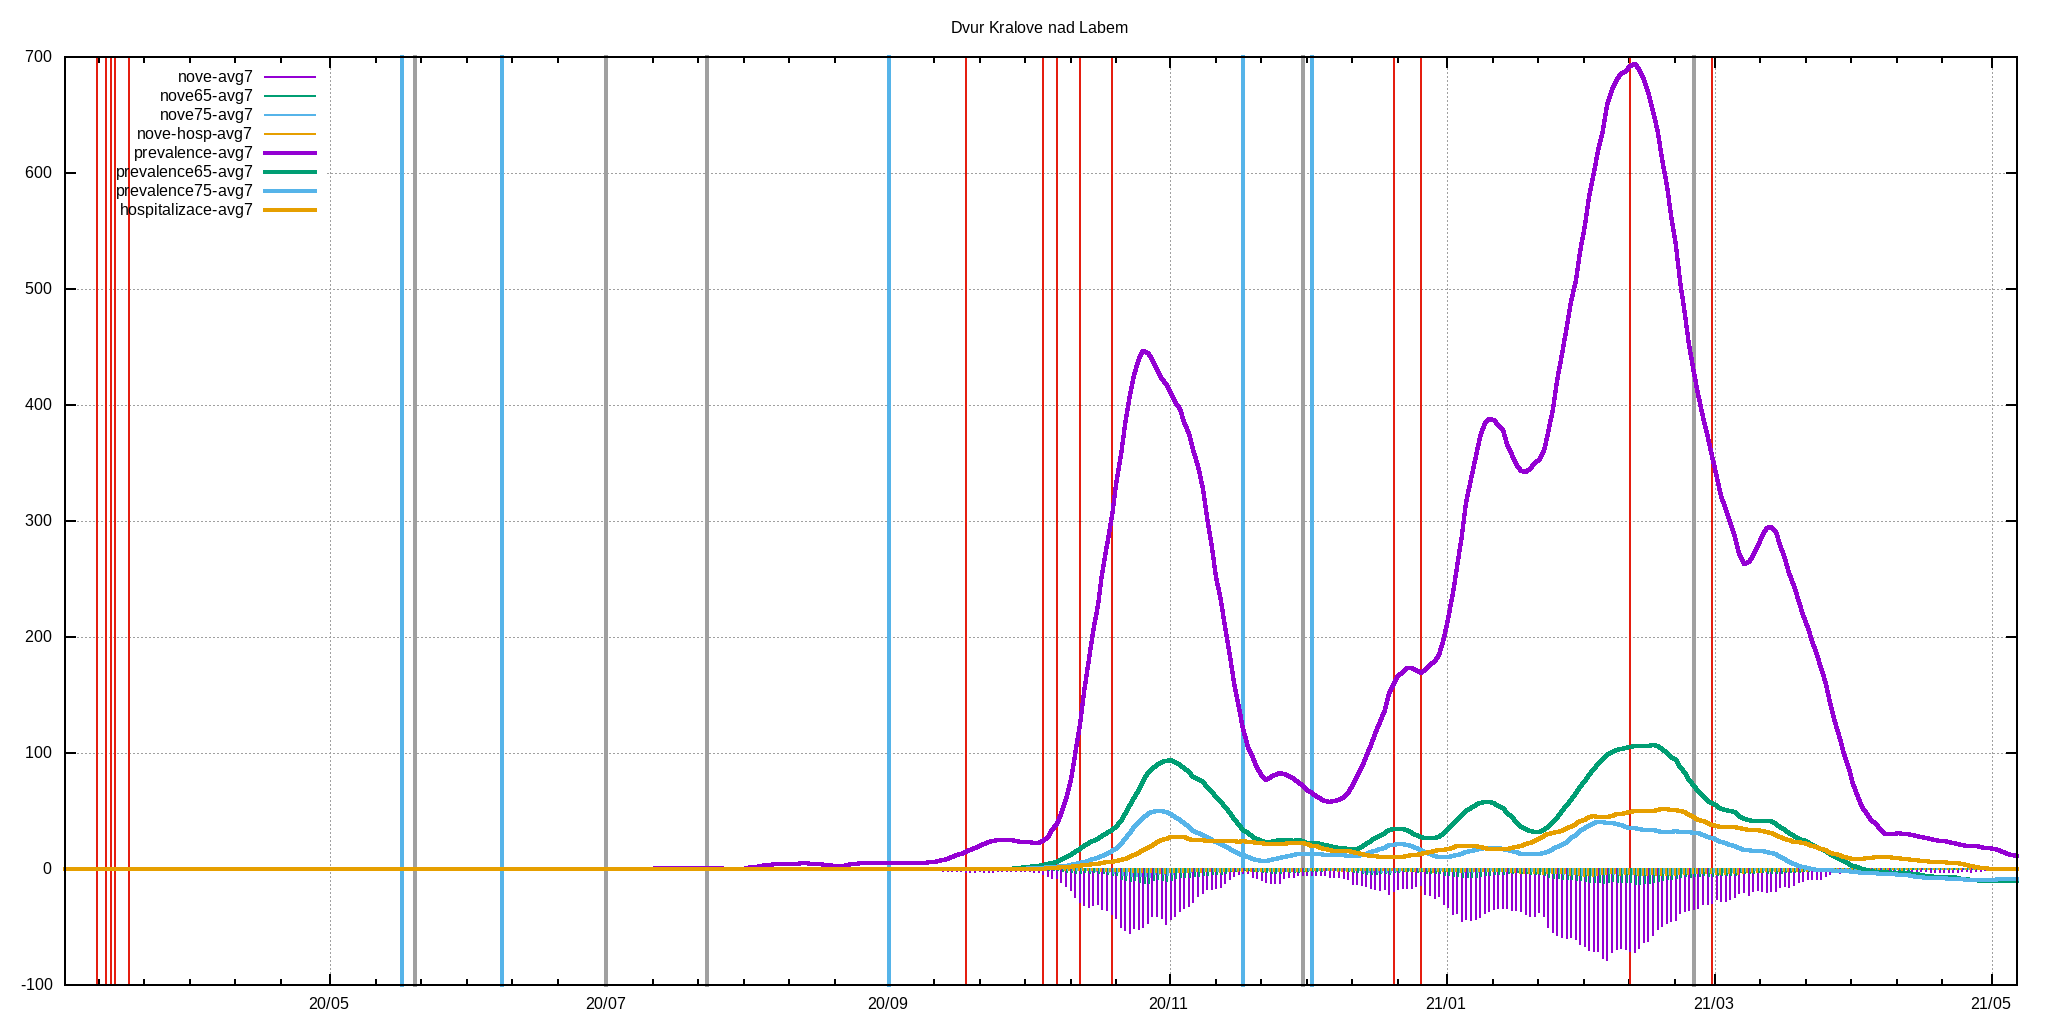 Dvur Kralove nad Labem
700
600
500
400
300
200
100
0
-100
nove-avg7
nove65-avg7
nove75-avg7
nove-hosp-avg7
prevalence-avg7
prevalence65-avg7
prevalence75-avg7
hospitalizace-avg7
20/05
20/07
20/09
20/11
21/01
21/03
21/05